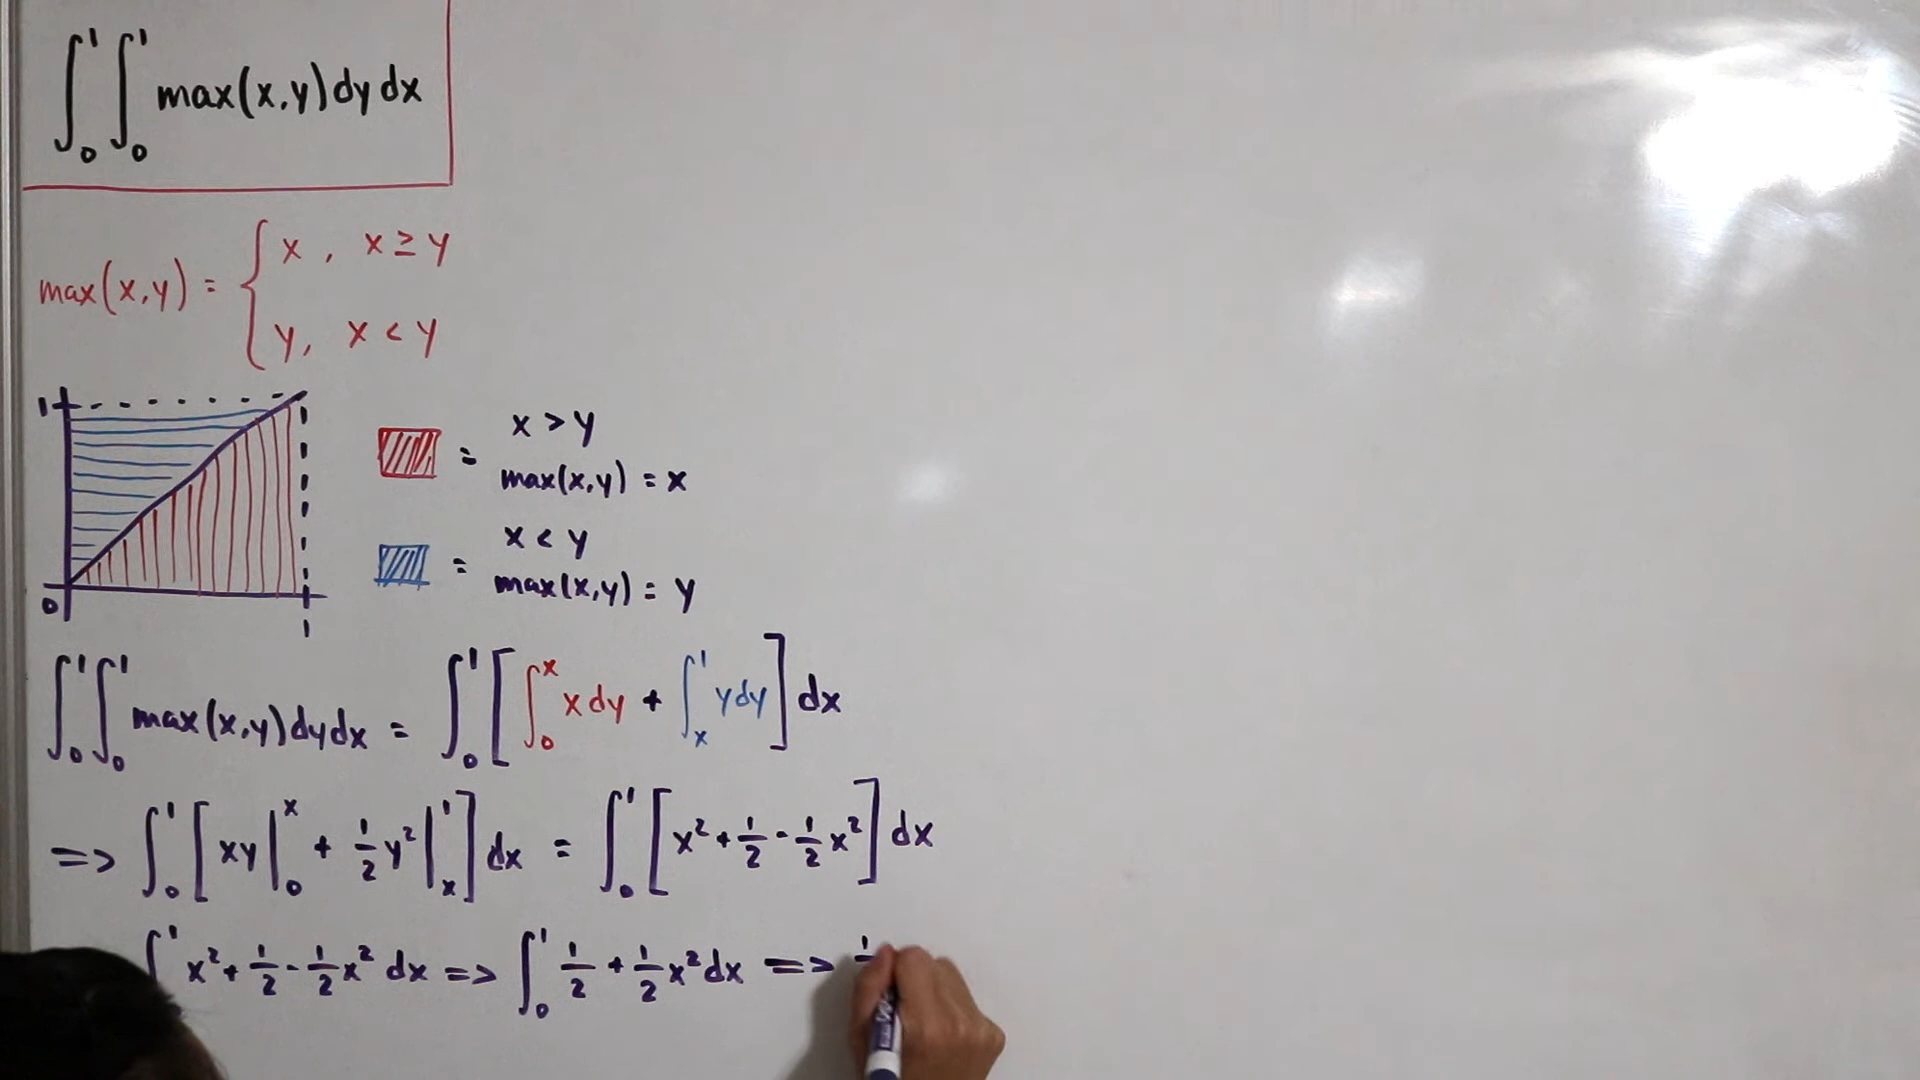 ∫₀¹ ∫₀¹ max(x,y) dy dx
max(x,y) = { x, x ≥ y
y, x < y
1
0
1
= x > y
max(x,y) = x
= x < y
max(x,y) = y
∫₀¹ ∫₀¹ max(x,y) dy dx = ∫₀¹ [ ∫₀ˣ x dy + ∫ₓ¹ y dy ] dx
=> ∫₀¹ [ xy |₀ˣ + 1/2 y² |ₓ¹ ] dx = ∫₀¹ [ x² + 1/2 - 1/2 x² ] dx
∫¹ x² + 1/2 - 1/2 x² dx => ∫₀¹ 1/2 + 1/2 x² dx => 1